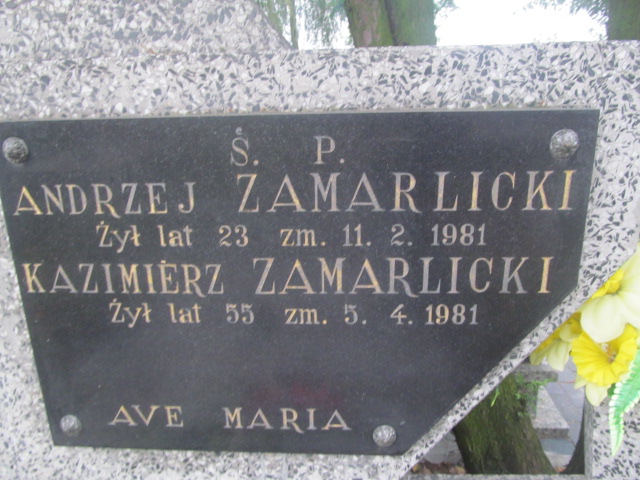 Ś. P.
ANDRZEJ ZAMARLICKI
Żył lat 23 zm. 11. 2. 1981
KAZIMIERZ ZAMARLICKI
Żył lat 55 zm. 5. 4. 1981
AVE MARIA